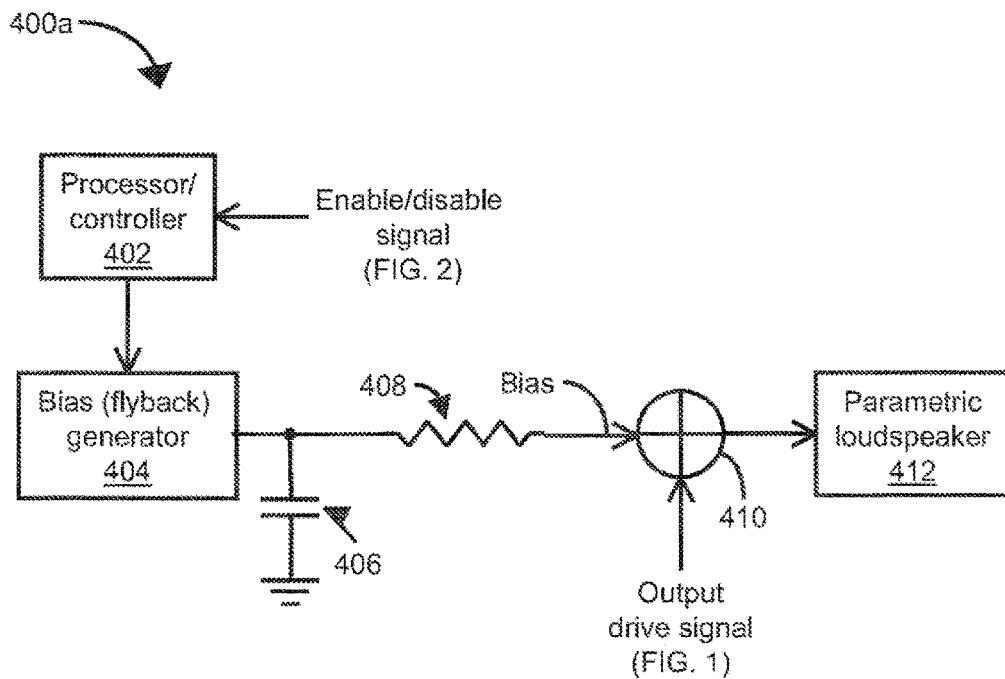 400a
Processor/
controller
402
Enable/disable
signal
(FIG. 2)
Bias (flyback)
generator
404
408
Bias
Parametric
loudspeaker
412
410
406
Output
drive signal
(FIG. 1)